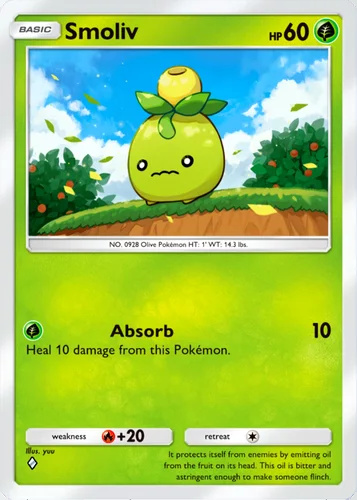 BASIC
Smoliv
HP 60
NO. 0928 Olive Pokémon HT: 1' WT: 14.3 lbs.
Absorb 10
Heal 10 damage from this Pokémon.
weakness +20
retreat
Illus. yuu
It protects itself from enemies by emitting oil
from the fruit on its head. This oil is bitter and
astringent enough to make someone flinch.